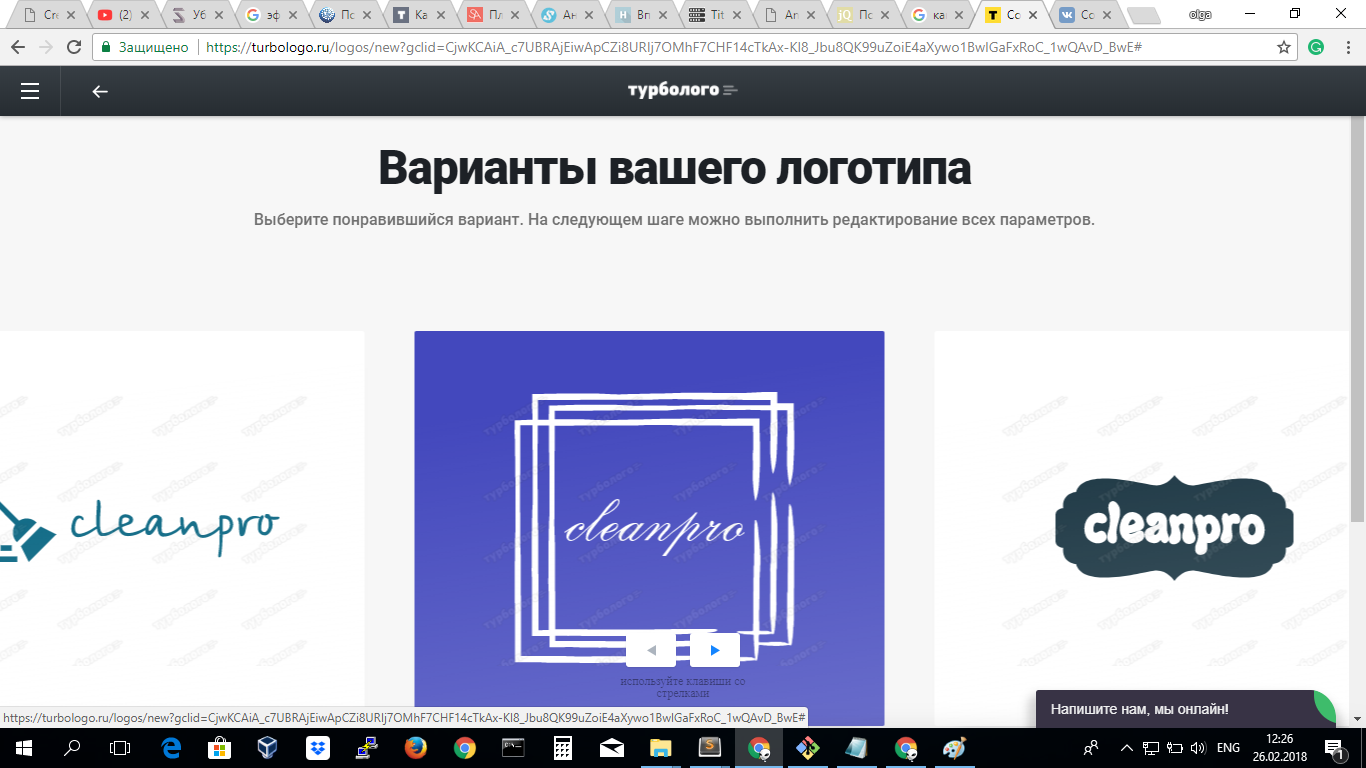 Cre
(2)
Уб
эф
По
Ка
Пл
Ан
Вп
Tit
Ап
По
ка
Со
Со
olga
Защищено
https://turbologo.ru/logos/new?gclid=CjwKCAiA_c7UBRAjEiwApCZi8URIj7OMhF7CHF14cTkAx-KI8_Jbu8QK99uZoiE4aXywo1BwIGaFxRoC_1wQAvD_BwE#
турболого
Варианты вашего логотипа
Выберите понравившийся вариант. На следующем шаге можно выполнить редактирование всех параметров.
cleanpro
cleanpro
cleanpro
используйте клавиши со
стрелками
https://turbologo.ru/logos/new?gclid=CjwKCAiA_c7UBRAjEiwApCZi8URIj7OMhF7CHF14cTkAx-KI8_Jbu8QK99uZoiE4aXywo1BwIGaFxRoC_1wQAvD_BwE#
Напишите нам, мы онлайн!
ENG
12:26
26.02.2018
1